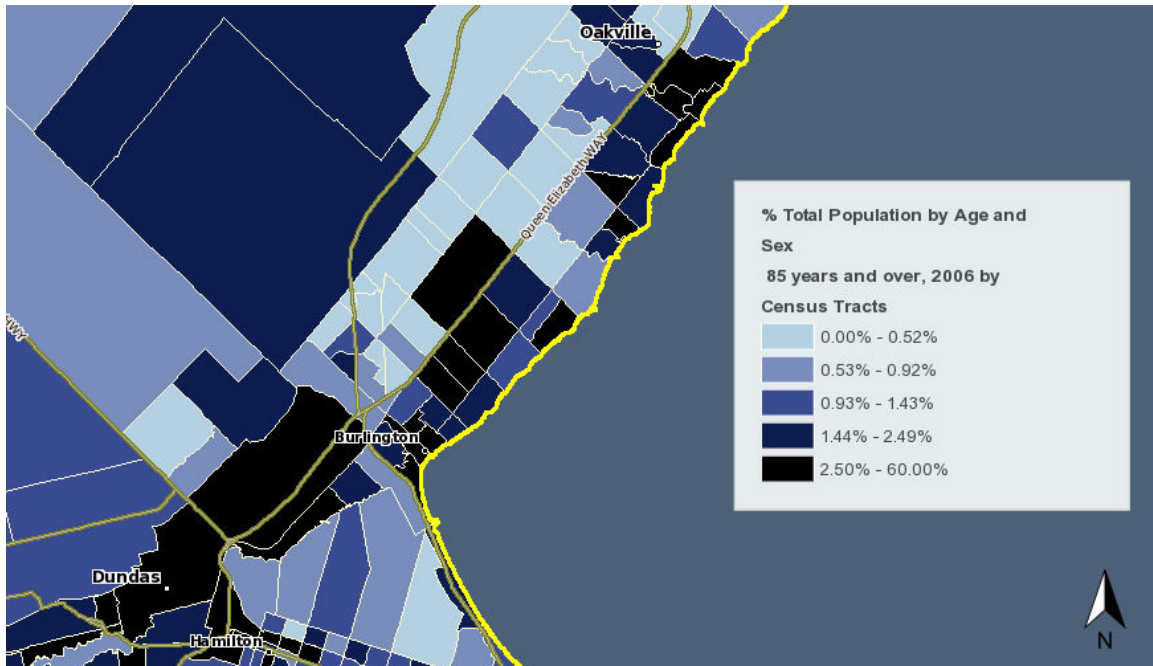 Oakville
Queen Elizabeth WAY
% Total Population by Age and
Sex
85 years and over, 2006 by
Census Tracts
0.00% - 0.52%
0.53% - 0.92%
0.93% - 1.43%
1.44% - 2.49%
2.50% - 60.00%
HWY
Burlington
Dundas
Hamilton
N